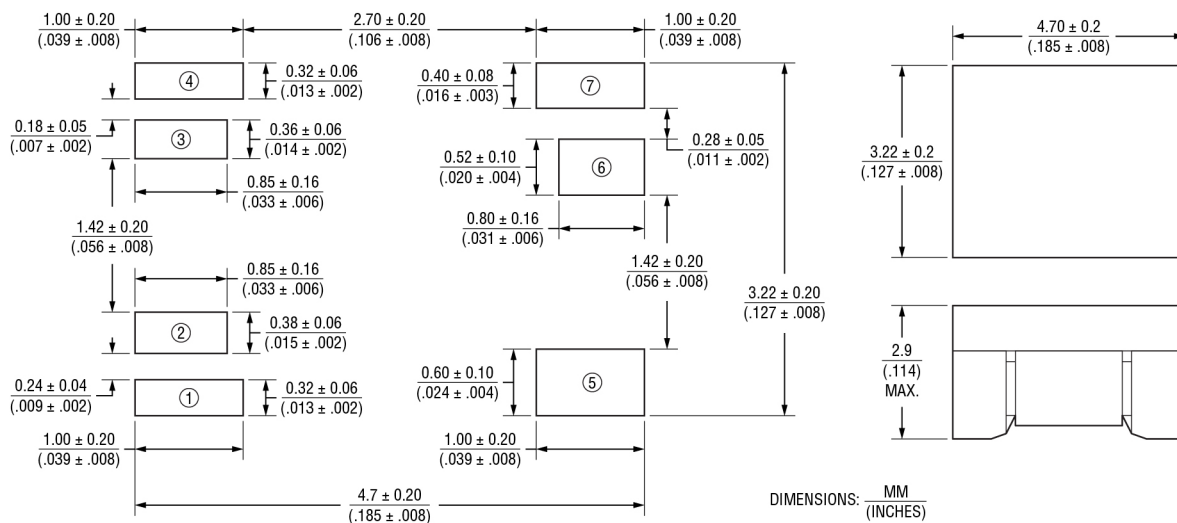 1.00 ± 0.20
(.039 ± .008)
2.70 ± 0.20
(.106 ± .008)
1.00 ± 0.20
(.039 ± .008)
4.70 ± 0.2
(.185 ± .008)
④
0.32 ± 0.06
(.013 ± .002)
0.40 ± 0.08
(.016 ± .003)
⑦
0.18 ± 0.05
(.007 ± .002)
③
0.36 ± 0.06
(.014 ± .002)
0.28 ± 0.05
(.011 ± .002)
0.52 ± 0.10
(.020 ± .004)
⑥
3.22 ± 0.2
(.127 ± .008)
0.85 ± 0.16
(.033 ± .006)
0.80 ± 0.16
(.031 ± .006)
1.42 ± 0.20
(.056 ± .008)
1.42 ± 0.20
(.056 ± .008)
0.85 ± 0.16
(.033 ± .006)
3.22 ± 0.20
(.127 ± .008)
②
0.38 ± 0.06
(.015 ± .002)
2.9
(.114)
MAX.
0.24 ± 0.04
(.009 ± .002)
①
0.32 ± 0.06
(.013 ± .002)
0.60 ± 0.10
(.024 ± .004)
⑤
1.00 ± 0.20
(.039 ± .008)
1.00 ± 0.20
(.039 ± .008)
4.7 ± 0.20
(.185 ± .008)
DIMENSIONS: MM
(INCHES)